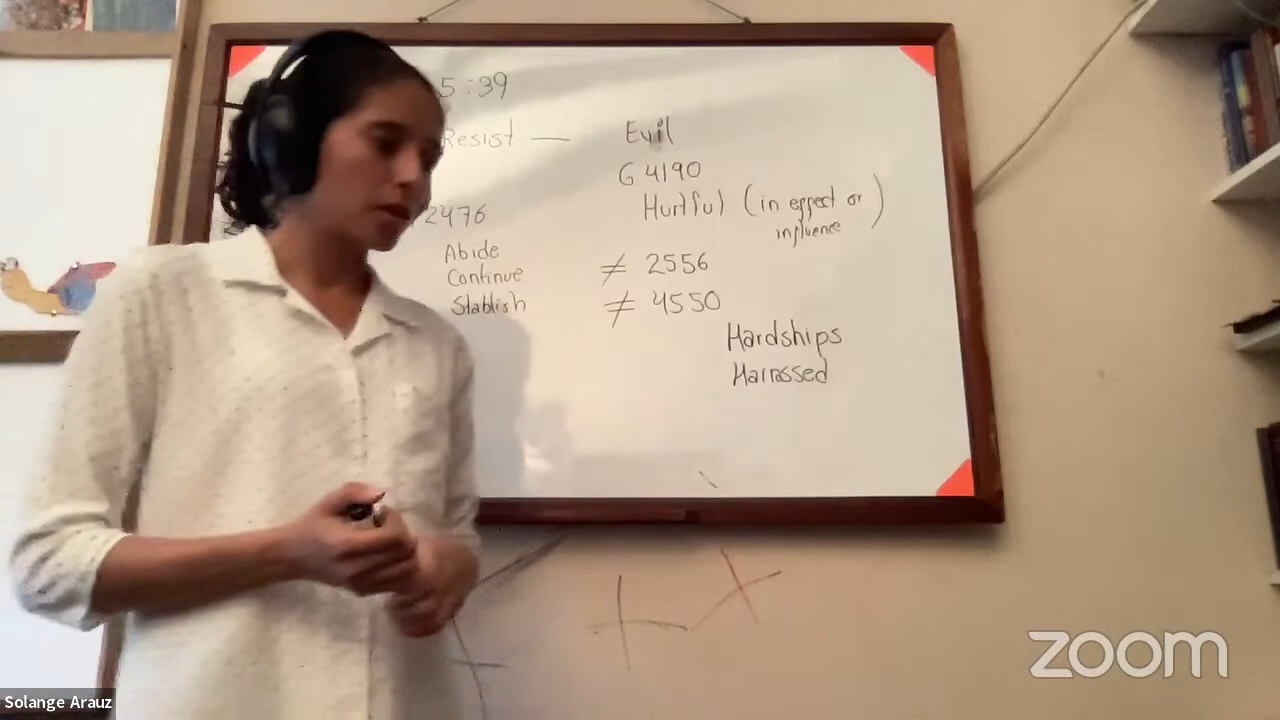 5:39
Resist — Evil
G 4190
Hurtful (in effect or influence)
2476
Abide
Continue
Stablish
≠ 2556
≠ 4550
Hardships
Harrassed
zoom
Solange Arauz